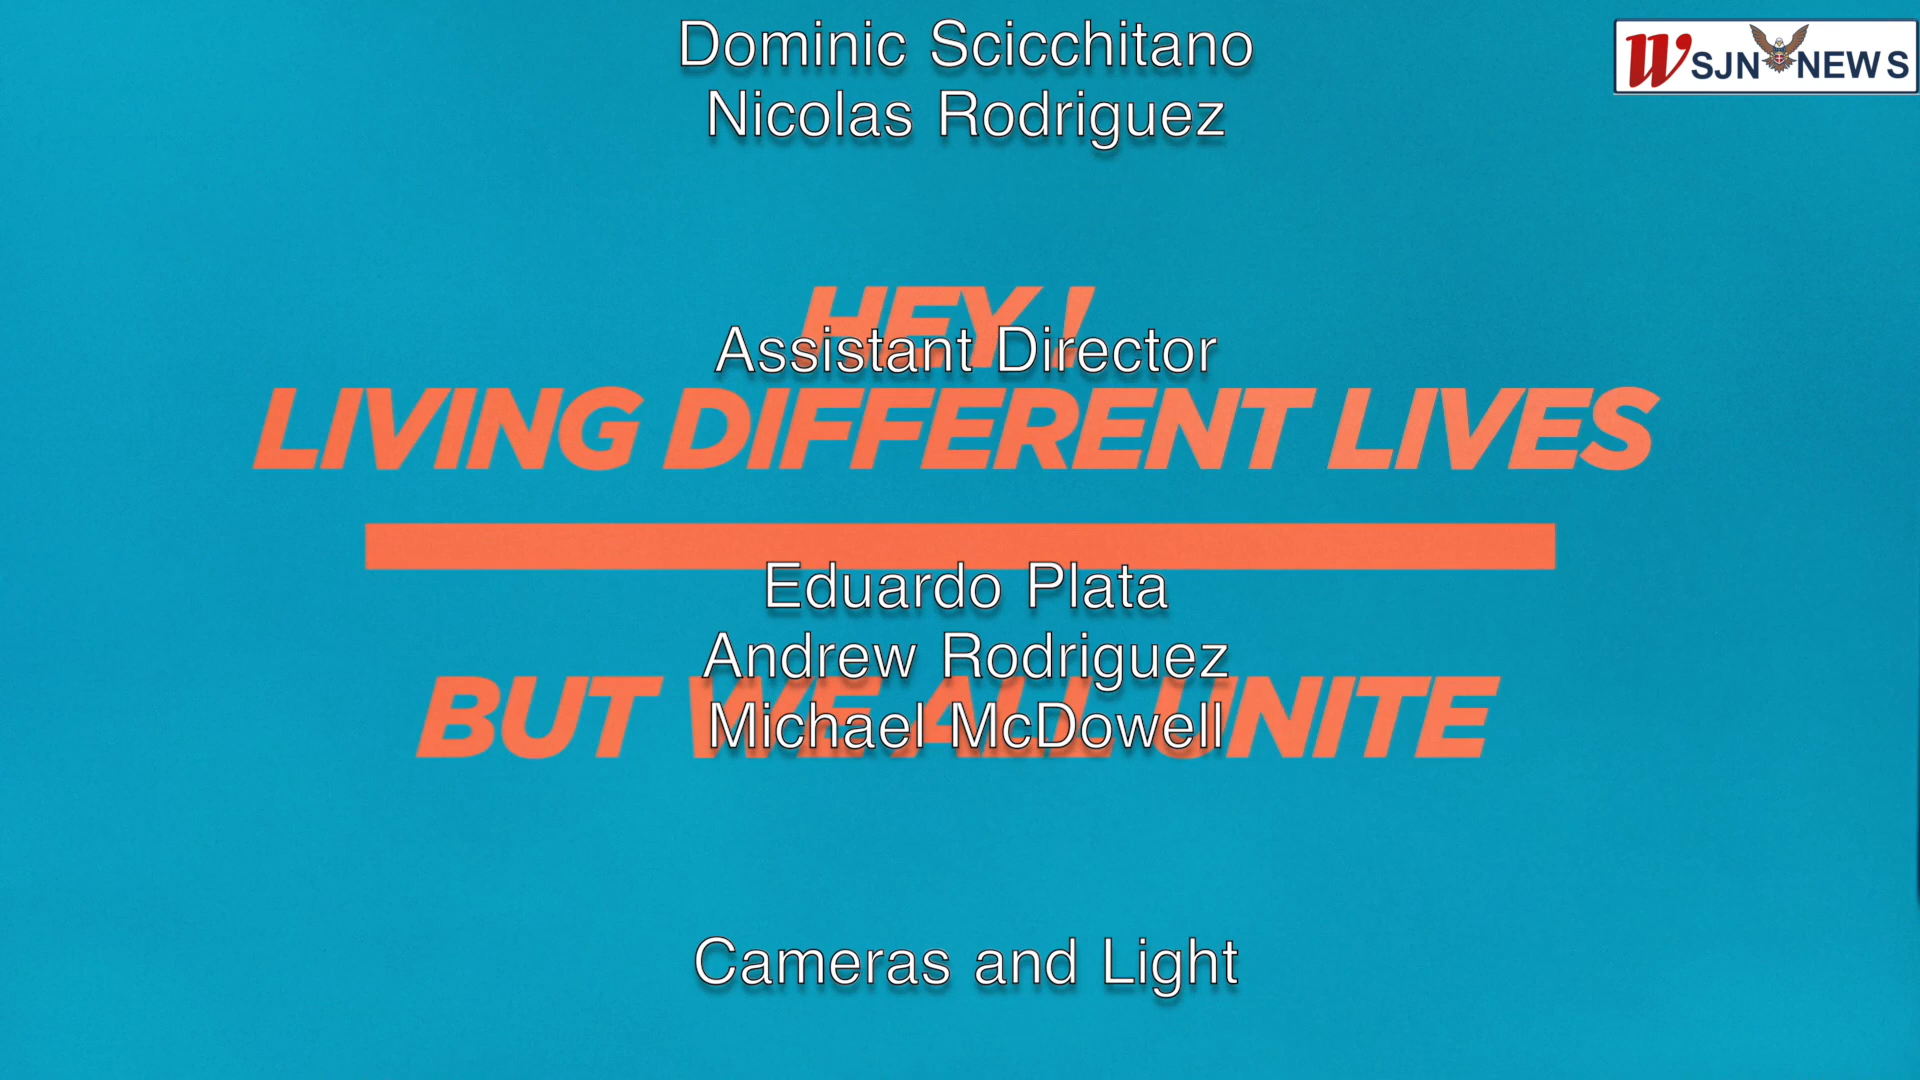 Dominic Scicchitano
WSJN NEWS
Nicolas Rodriguez
HEY !
Assistant Director
LIVING DIFFERENT LIVES
Eduardo Plata
Andrew Rodriguez
BUT WE ALL UNITE
Michael McDowell
Cameras and Light